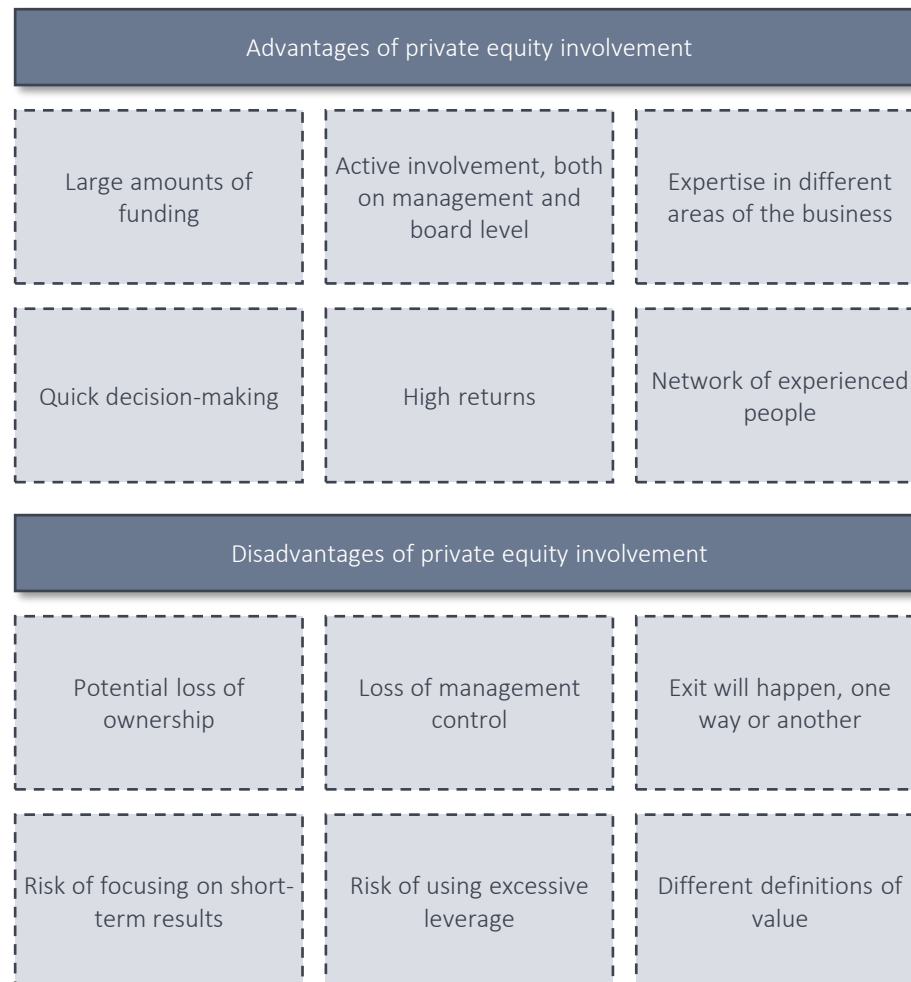 Advantages of private equity involvement
Large amounts of
funding
Active involvement, both
on management and
board level
Expertise in different
areas of the business
Quick decision-making
High returns
Network of experienced
people
Disadvantages of private equity involvement
Potential loss of
ownership
Loss of management
control
Exit will happen, one
way or another
Risk of focusing on short-
term results
Risk of using excessive
leverage
Different definitions of
value